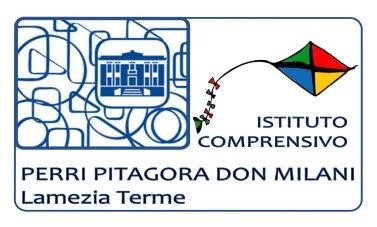 ISTITUTO
COMPRENSIVO
PERRI PITAGORA DON MILANI
Lamezia Terme